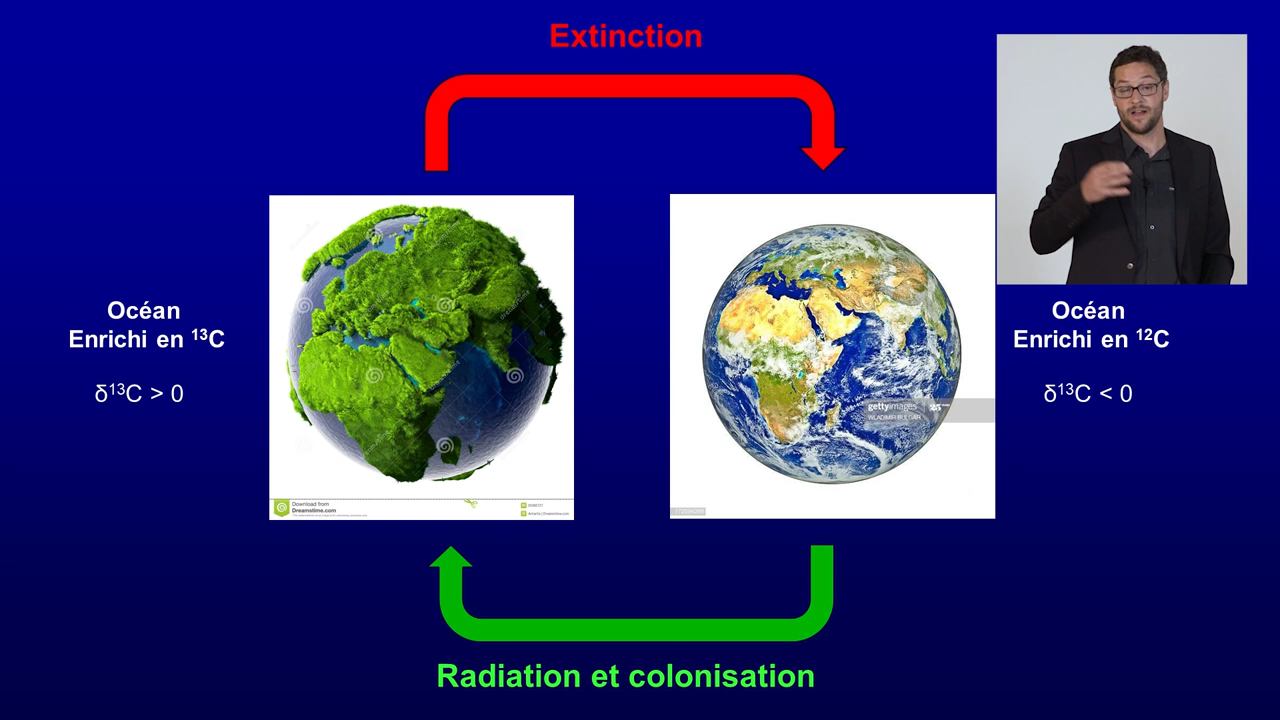 Extinction
Océan
Enrichi en ¹³C
δ¹³C > 0
Océan
Enrichi en ¹²C
δ¹³C < 0
gettyimages
Download from
Dreamstime.com
Radiation et colonisation